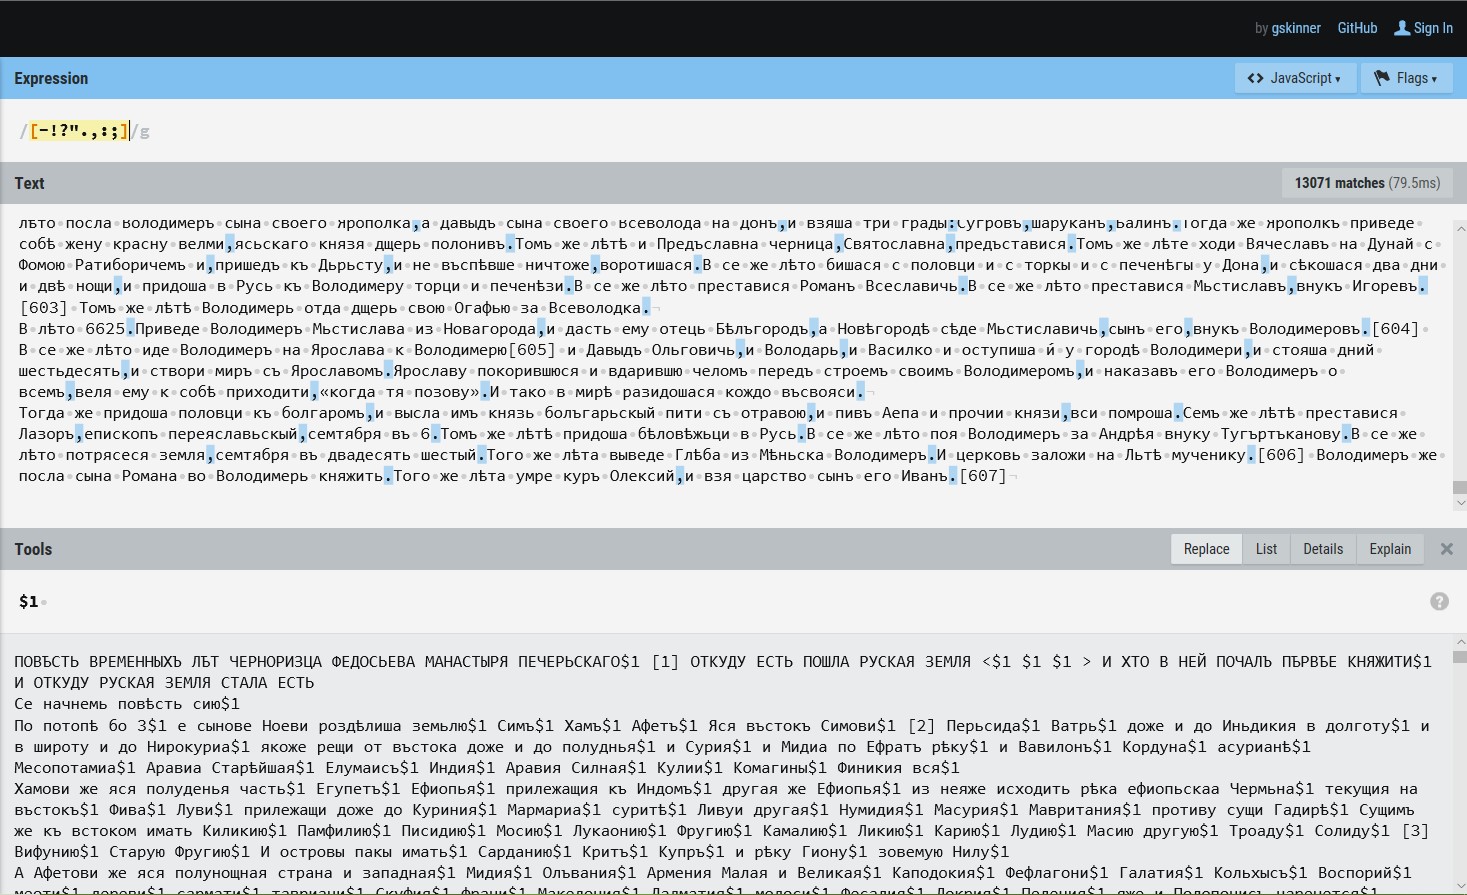 by gskinner GitHub Sign In
Expression
<> JavaScript ▾ Flags ▾
/[-!?".,:;]/g
Text
13071 matches (79.5ms)
лѣто·посла·Володимеръ·сына·своего·Ярополка,а·Давыдъ·сына·своего·Всеволода·на·Донъ,и·взяша·три·грады:Сугровъ,Шаруканъ,Балинъ.Тогда·же·Ярополкъ·приведе·
собѣ·жену·красну·велми,ясьскаго·князя·дщерь·полонивъ.Томъ·же·лѣтѣ·и·Предъславна·черница,Святославна,предъставися.Томъ·же·лѣте·ходи·Вячеславъ·на·Дунай·с·
Фомою·Ратиборичемъ·и,пришедъ·къ·Дьрьсту,и·не·въспѣвше·ничтоже,воротишася.В·се·же·лѣто·бишася·с·половци·и·с·торкы·и·с·печенѣгы·у·Дона,и·сѣкошася·два·дни·
и·двѣ·нощи,и·придоша·в·Русь·къ·Володимеру·торци·и·печенѣзи.В·се·же·лѣто·преставися·Романъ·Всеславичь.В·се·же·лѣто·преставися·Мьстиславъ,внукъ·Игоревъ.
[603]·Томъ·же·лѣтѣ·Володимерь·отда·дщерь·свою·Огафью·за·Всеволодка.¬
В·лѣто·6625.Приведе·Володимеръ·Мьстислава·из·Новагорода,и·дасть·ему·отець·Бѣлъгородъ,а·Новѣгородѣ·сѣде·Мьстиславичь,сынъ·его,внукъ·Володимеровъ.[604]·
В·се·же·лѣто·иде·Володимеръ·на·Ярослава·к·Володимерю[605]·и·Давыдъ·Ольговичь,и·Володарь,и·Василко·и·оступиша·й·у·городѣ·Володимери,и·стояша·дний·
шестьдесять,и·створи·миръ·съ·Ярославомъ.Ярославу·покорившюся·и·вдарившю·челомъ·передъ·строемъ·своимъ·Володимеромъ,и·наказавъ·его·Володимеръ·о·
всемъ,веля·ему·к·собѣ·приходити,«когда·тя·позову».И·тако·в·мирѣ·разидошася·кождо·въсвояси.¬
Тогда·же·придоша·половци·къ·болгаромъ,и·высла·имъ·князь·болъгарьскый·пити·съ·отравою,и·пивъ·Аепа·и·прочии·князи,вси·помроша.Семъ·же·лѣтѣ·преставися·
Лазоръ,епископъ·переяславьскый,семтября·въ·6.Томъ·же·лѣтѣ·придоша·бѣловѣжьци·в·Русь.В·се·же·лѣто·поя·Володимеръ·за·Андрѣя·внуку·Тугъртъканову.В·се·же·
лѣто·потрясеся·земля,семтября·въ·двадесять·шестый.Того·же·лѣта·выведе·Глѣба·из·Мѣньска·Володимеръ.И·церковь·заложи·на·Льтѣ·мученику.[606]·Володимеръ·же·
посла·сына·Романа·во·Володимерь·княжить.Того·же·лѣта·умре·куръ·Олексий,и·взя·царство·сынъ·его·Иванъ.[607]¬
Tools
Replace List Details Explain ×
$1·
?
ПОВѢСТЬ ВРЕМЕННЫХЪ ЛѢТ ЧЕРНОРИЗЦА ФЕДОСЬЕВА МАНАСТЫРЯ ПЕЧЕРЬСКАГО$1 [1] ОТКУДУ ЕСТЬ ПОШЛА РУСКАЯ ЗЕМЛЯ <$1 $1 $1 > И ХТО В НЕЙ ПОЧАЛЪ ПѢРВѢЕ КНЯЖИТИ$1
И ОТКУДУ РУСКАЯ ЗЕМЛЯ СТАЛА ЕСТЬ
Се начнемь повѣсть сию$1
По потопѣ бо 3$1 е сынове Ноеви роздѣлиша земьлю$1 Симъ$1 Хамъ$1 Афетъ$1 Яся въстокъ Симови$1 [2] Перьсида$1 Ватрь$1 доже и до Иньдикия в долготу$1 и
в широту и до Нирокуриа$1 якоже рещи от въстока доже и до полуднья$1 и Сурия$1 и Мидиа по Ефратъ рѣку$1 и Вавилонъ$1 Кордуна$1 асурианѣ$1
Месопотамиа$1 Аравиа Старѣйшая$1 Елумаисъ$1 Индия$1 Аравия Силная$1 Кулии$1 Комагины$1 Финикия вся$1
Хамови же яся полуденья часть$1 Егупетъ$1 Ефиопья$1 прилежащия къ Индомъ$1 другая же Ефиопья$1 из неяже исходить рѣка ефиопьскаа Чермьна$1 текущия на
въстокъ$1 Фива$1 Луви$1 прилежащи доже до Куриния$1 Мармариа$1 суритѣ$1 Ливуи другая$1 Нумидия$1 Масурия$1 Мавритания$1 противу сущи Гадирѣ$1 Сущимъ
же къ встоком имать Киликию$1 Памфилию$1 Писидию$1 Мосию$1 Лукаонию$1 Фругию$1 Камалию$1 Ликию$1 Карию$1 Лудию$1 Масию другую$1 Троаду$1 Солиду$1 [3]
Вифунию$1 Старую Фругию$1 И островы пакы имать$1 Сарданию$1 Критъ$1 Купръ$1 и рѣку Гиону$1 зовемую Нилу$1
А Афетови же яся полунощная страна и западная$1 Мидия$1 Олъвания$1 Армения Малая и Великая$1 Каподокия$1 Фефлагони$1 Галатия$1 Кольхысъ$1 Воспорий$1